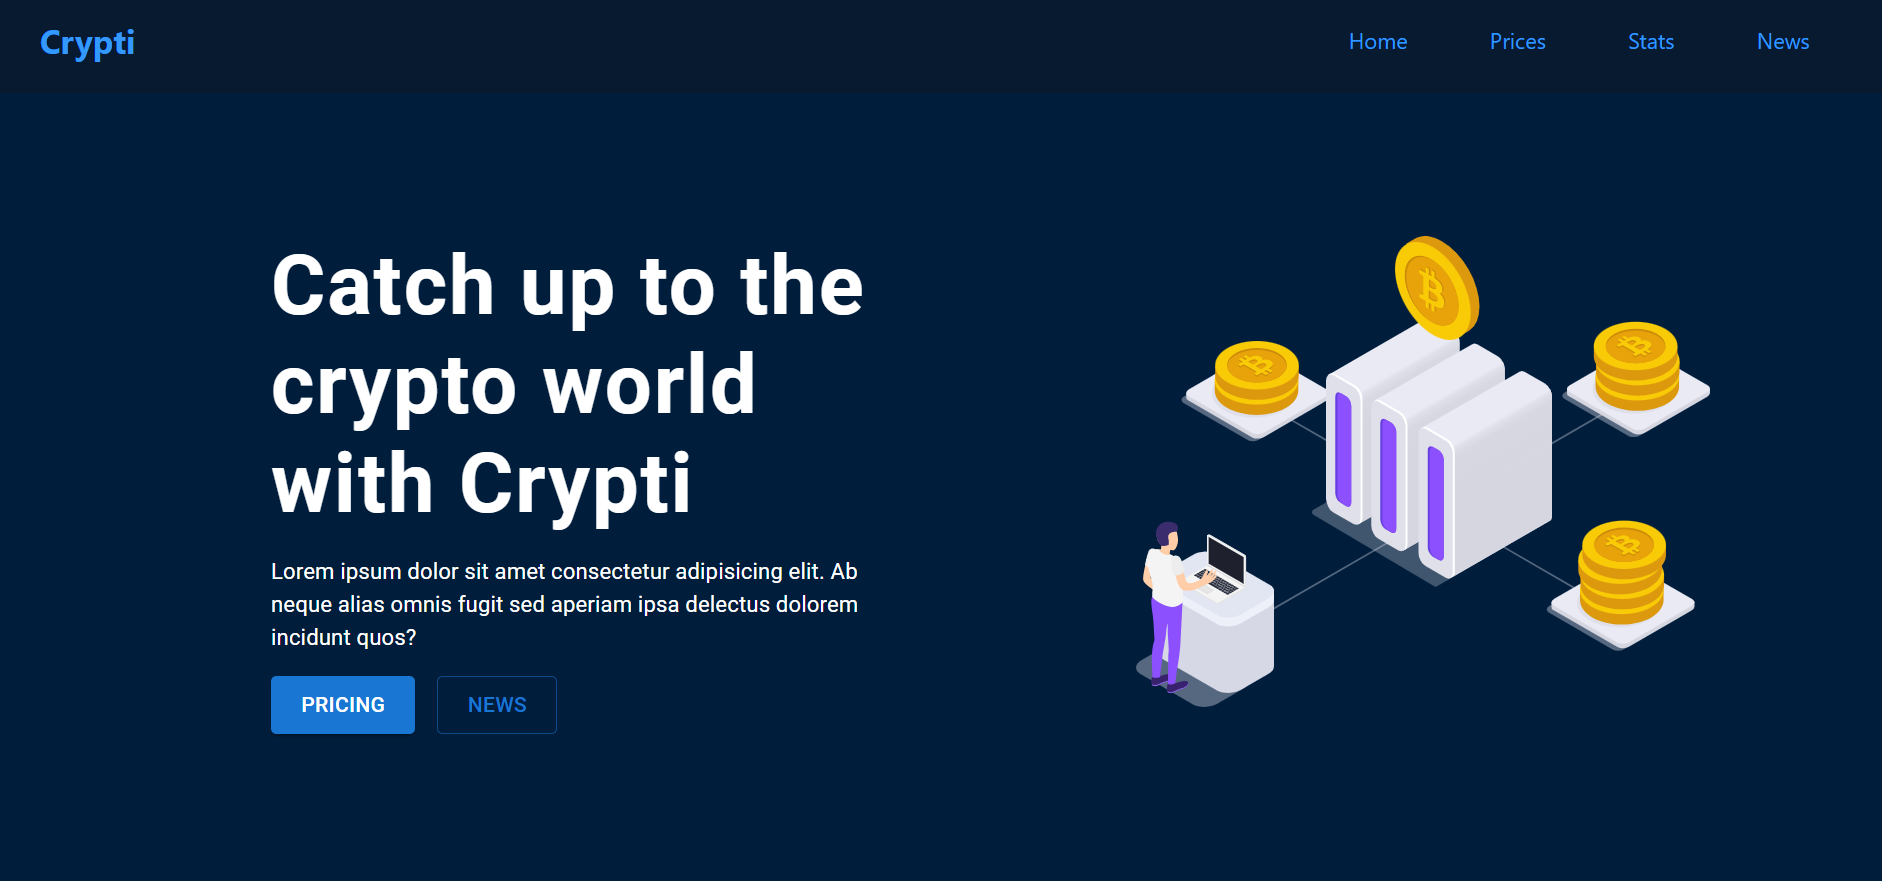 Crypti
Home Prices Stats News
Catch up to the
crypto world
with Crypti
Lorem ipsum dolor sit amet consectetur adipisicing elit. Ab
neque alias omnis fugit sed aperiam ipsa delectus dolorem
incidunt quos?
PRICING NEWS